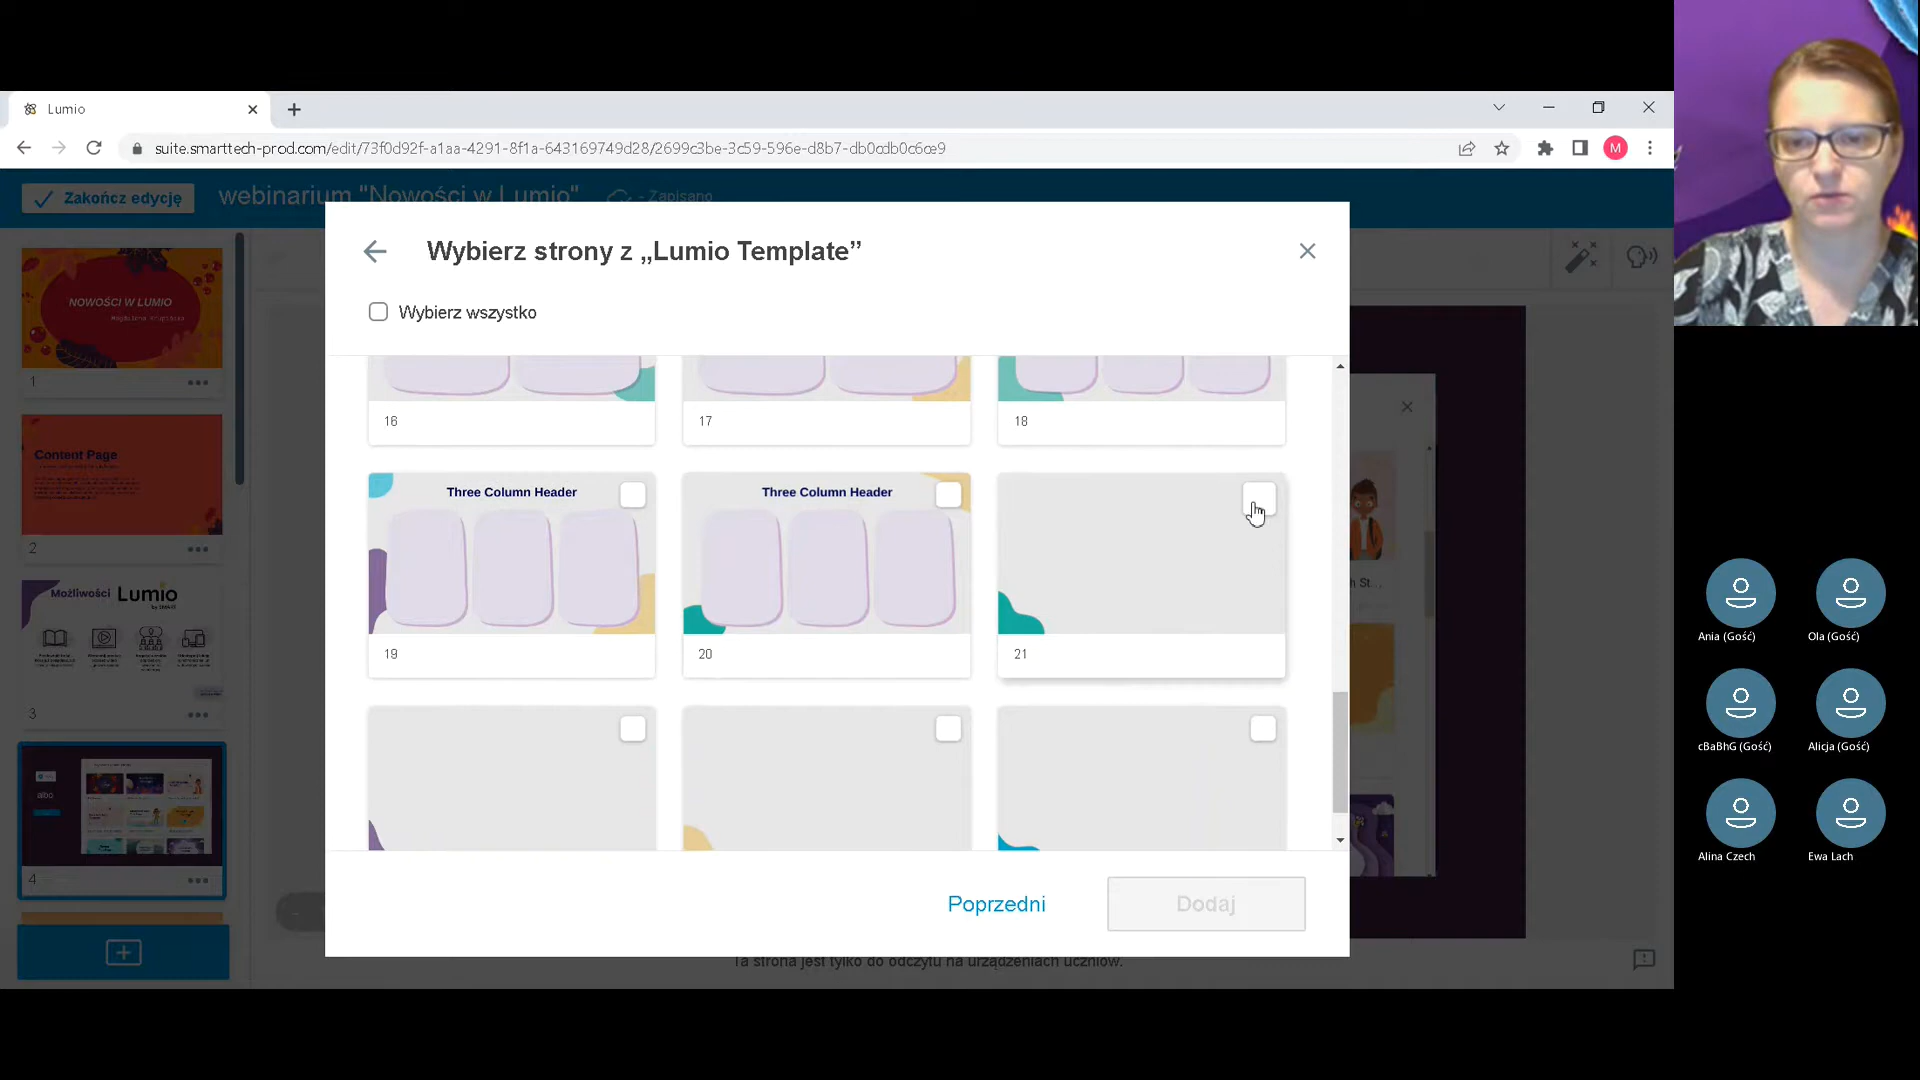 Lumio
suite.smarttech-prod.com/edit/73f0d92f-a1aa-4291-8f1a-643169749d28/2699c3be-3c59-596e-d8b7-db0cdb0c6ce9
M
Zakończ edycję
webinarium "Nowości w Lumio"
- Zapisano
Wybierz strony z „Lumio Template”
Wybierz wszystko
NOWOŚCI W LUMIO
1
Content Page
2
Możliwości Lumio
3
albo
4
16
17
18
Three Column Header
Three Column Header
19
20
21
Poprzedni
Dodaj
Ta strona jest tylko do odczytu na urządzeniach uczniów.
Ania (Gość)
Ola (Gość)
cBaBhG (Gość)
Alicja (Gość)
Alina Czech
Ewa Lach